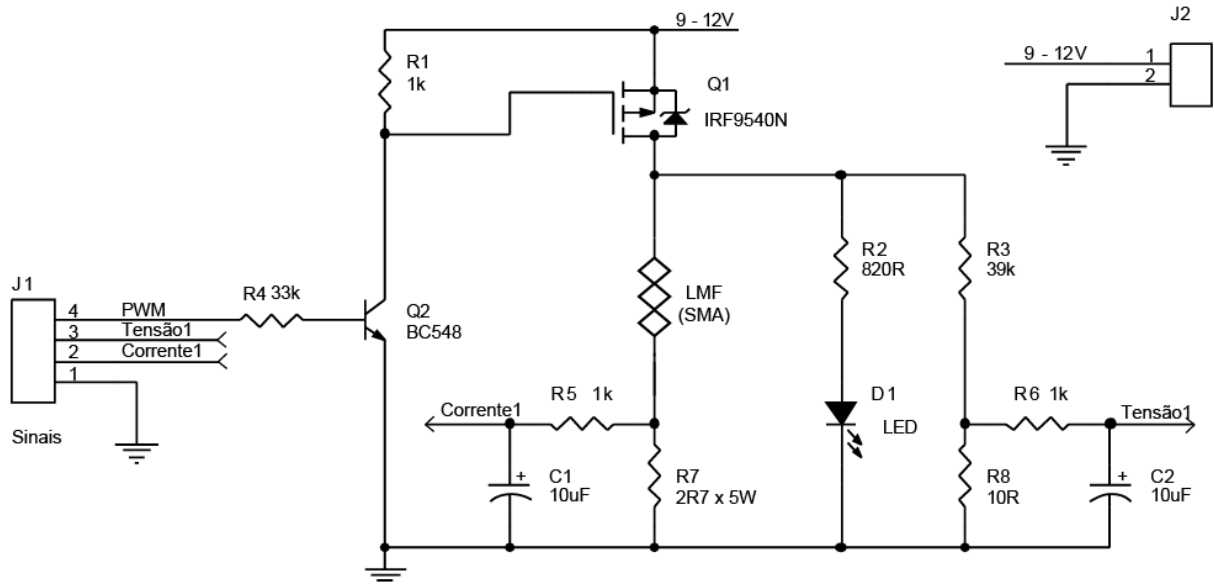 9 - 12V
R1
1k
Q1
IRF9540N
J2
9 - 12V
1
2
J1
4
PWM
3
Tensão1
2
Corrente1
1
Sinais
R4 33k
Q2
BC548
LMF
(SMA)
R2
820R
R3
39k
Corrente1
R5 1k
D1
LED
R6 1k
Tensão1
+
C1
10uF
R7
2R7 x 5W
R8
10R
+
C2
10uF